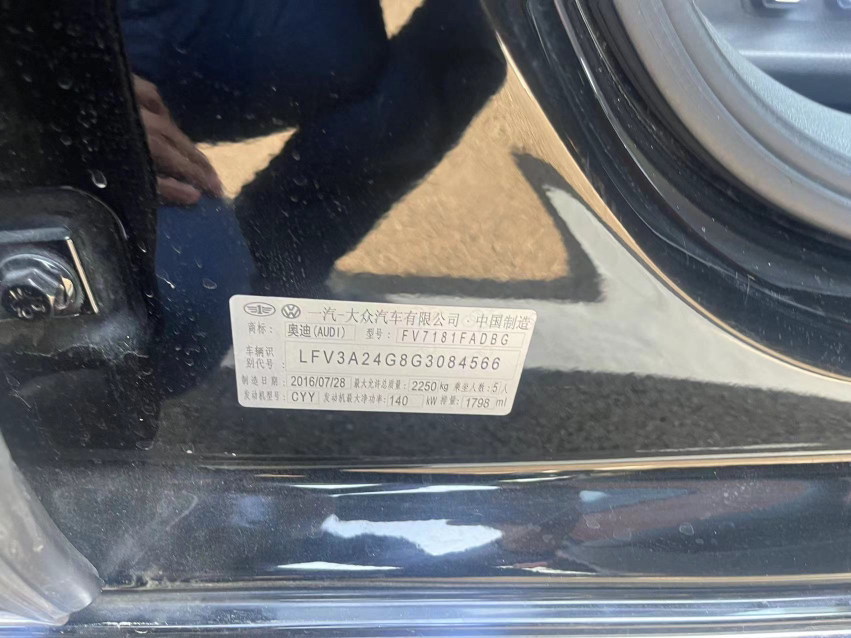 一汽-大众汽车有限公司·中国制造
商标: 奥迪(AUDI) 型号: FV7181FADBG
车辆识别代号: LFV3A24G8G3084566
制造日期: 2016/07/28 最大允许总质量: 2250 kg 乘坐人数: 5 人
发动机型号: CYY 发动机最大净功率: 140 kW 排量: 1798 ml